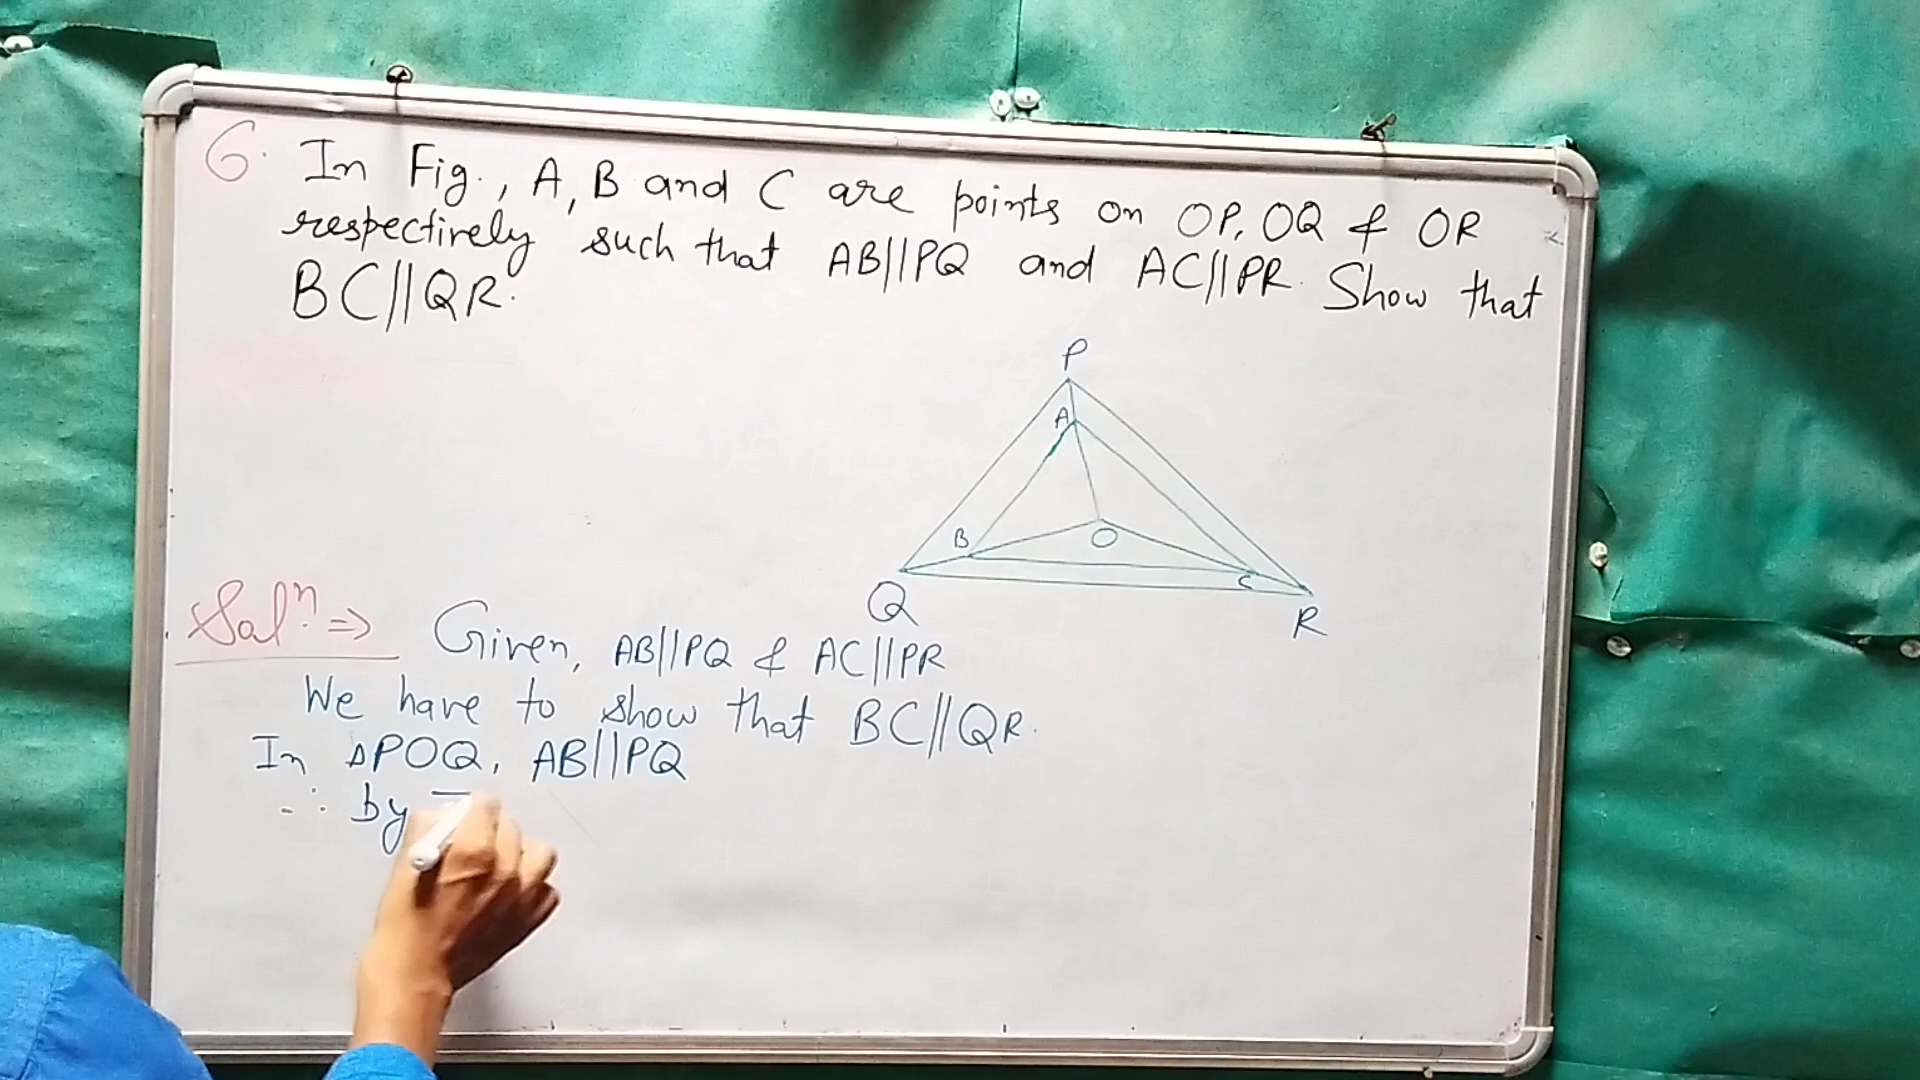 6. In Fig., A, B and C are points on OP, OQ & OR
respectively such that AB||PQ and AC||PR. Show that
BC||QR.
P
A
B
O
C
Q
R
Solⁿ. ⇒ Given, AB||PQ & AC||PR
We have to show that BC||QR.
In ΔPOQ, AB||PQ
∴ by